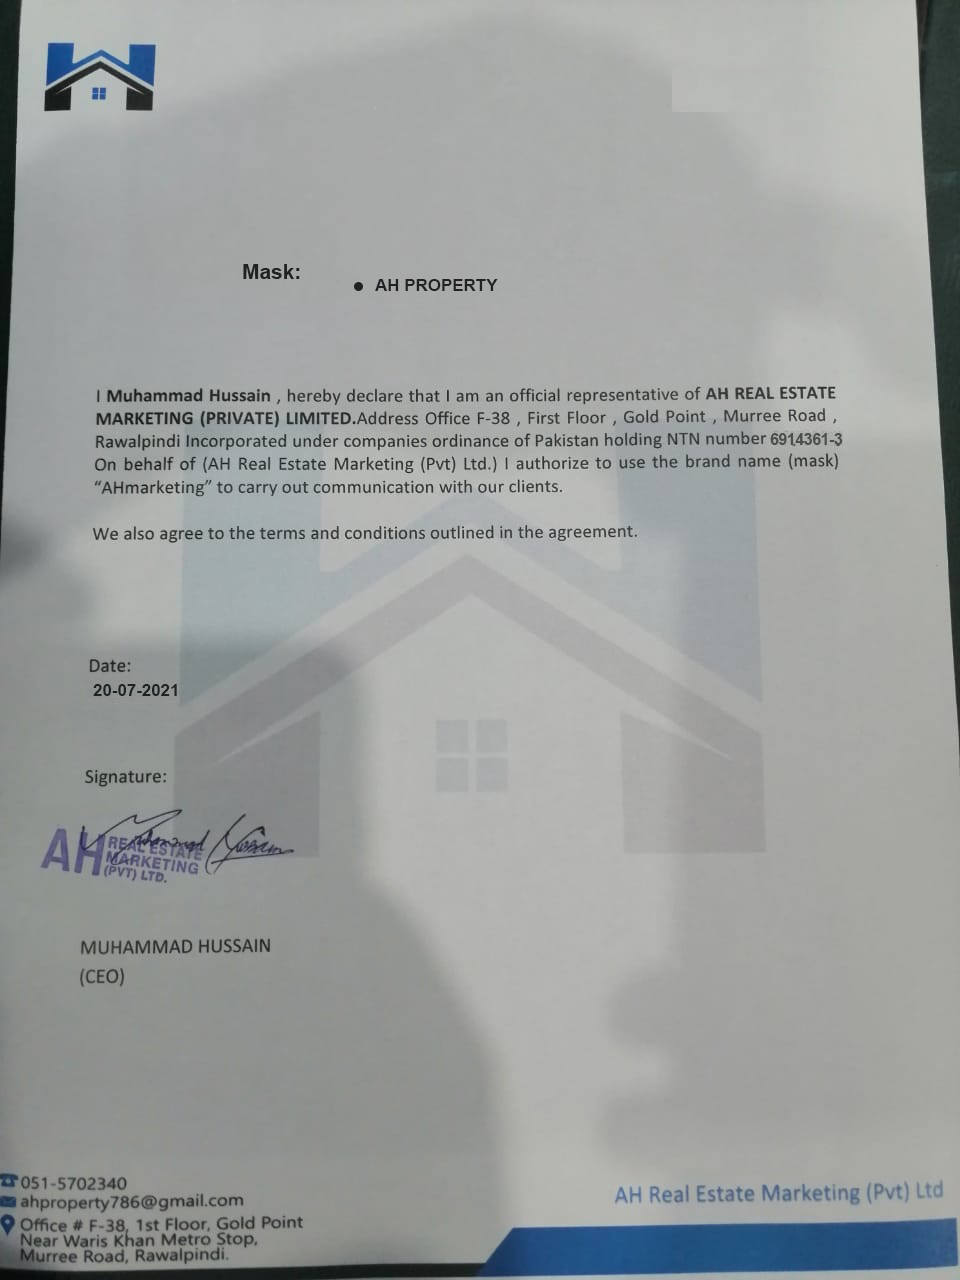 Mask:
● AH PROPERTY
I Muhammad Hussain , hereby declare that I am an official representative of AH REAL ESTATE
MARKETING (PRIVATE) LIMITED.Address Office F-38 , First Floor , Gold Point , Murree Road ,
Rawalpindi Incorporated under companies ordinance of Pakistan holding NTN number 6914361-3
On behalf of (AH Real Estate Marketing (Pvt) Ltd.) I authorize to use the brand name (mask)
“AHmarketing” to carry out communication with our clients.
We also agree to the terms and conditions outlined in the agreement.
Date:
20-07-2021
Signature:
Muhammad Hussain
AH REAL ESTATE
MARKETING
(PVT) LTD.
MUHAMMAD HUSSAIN
(CEO)
051-5702340
ahproperty786@gmail.com
Office # F-38, 1st Floor, Gold Point
Near Waris Khan Metro Stop,
Murree Road, Rawalpindi.
AH Real Estate Marketing (Pvt) Ltd